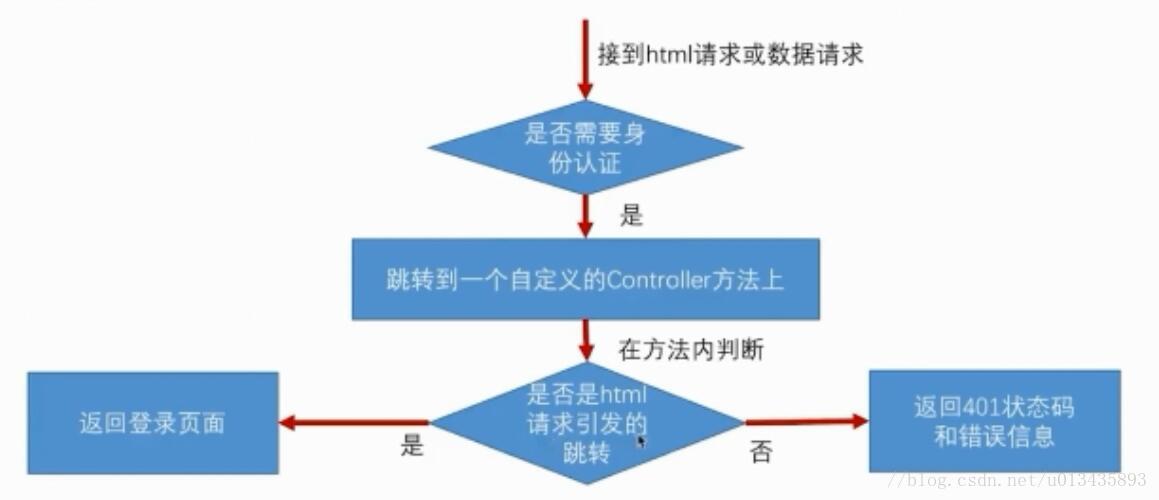 接到html请求或数据请求
是否需要身
份认证
是
跳转到一个自定义的Controller方法上
在方法内判断
是否是html
请求引发的
跳转
返回登录页面
是
否
返回401状态码
和错误信息
//blog.csdn.net/u013435893